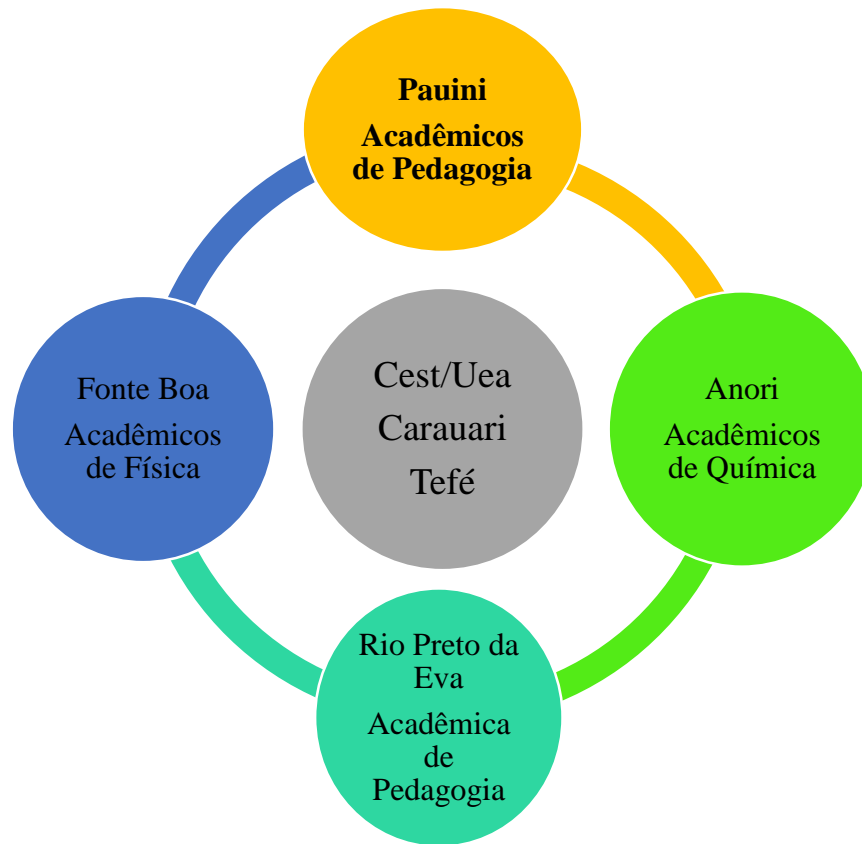 Pauini
Acadêmicos
de Pedagogia
Fonte Boa
Acadêmicos
de Física
Cest/Uea
Carauari
Tefé
Anori
Acadêmicos
de Química
Rio Preto da
Eva
Acadêmica
de
Pedagogia